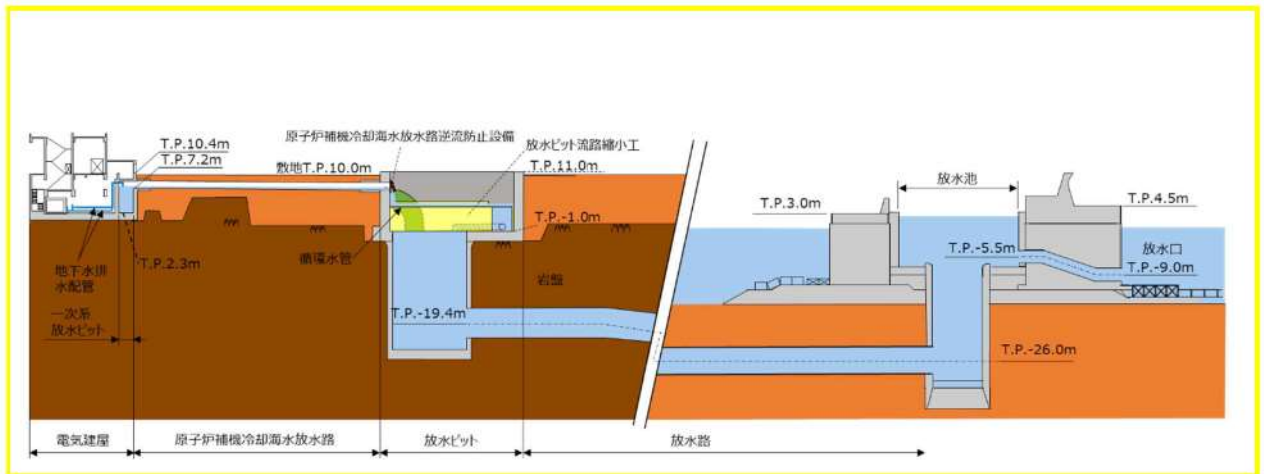 原子炉補機冷却海水放水路逆流防止設備
放水ピット流路縮小工
T.P.10.4m
T.P.7.2m
敷地T.P.10.0m
T.P.11.0m
放水池
T.P.3.0m
T.P.4.5m
T.P.-1.0m
T.P.-5.5m
放水口
T.P.-9.0m
地下水排
水配管
T.P.2.3m
循環水管
岩盤
一次系
放水ピット
T.P.-19.4m
T.P.-26.0m
電気建屋
原子炉補機冷却海水放水路
放水ピット
放水路